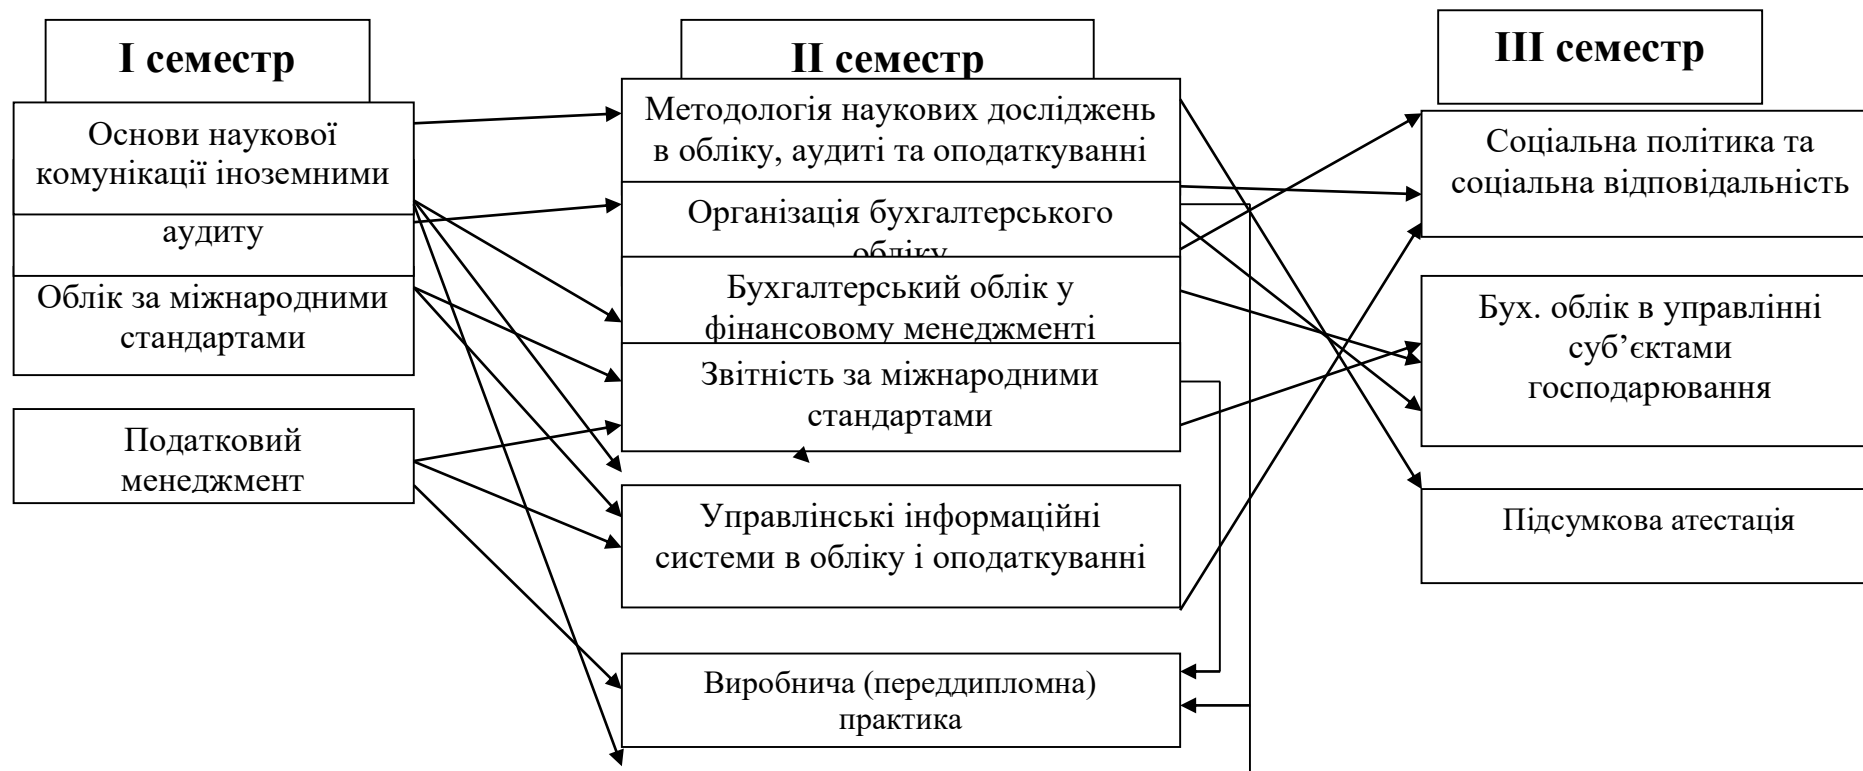 І семестр
Основи наукової
комунікації іноземними
аудиту
Облік за міжнародними
стандартами
Податковий
менеджмент
ІІ семестр
Методологія наукових досліджень
в обліку, аудиті та оподаткуванні
Організація бухгалтерського
обліку
Бухгалтерський облік у
фінансовому менеджменті
Звітність за міжнародними
стандартами
Управлінські інформаційні
системи в обліку і оподаткуванні
Виробнича (переддипломна)
практика
ІІІ семестр
Соціальна політика та
соціальна відповідальність
Бух. облік в управлінні
суб’єктами
господарювання
Підсумкова атестація